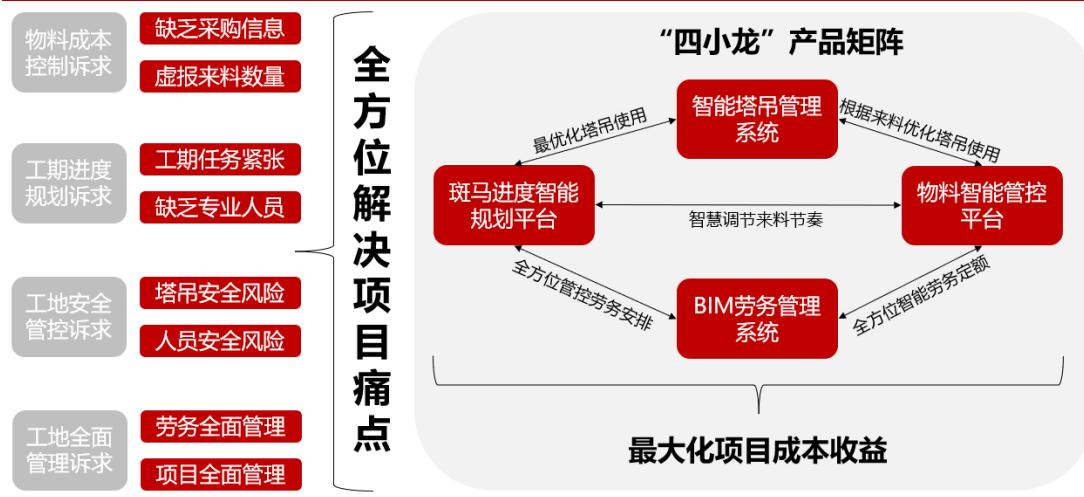 物料成本
控制诉求
缺乏采购信息
虚报来料数量
工期进度
规划诉求
工期任务紧张
缺乏专业人员
工地安全
管控诉求
塔吊安全风险
人员安全风险
工地全面
管理诉求
劳务全面管理
项目全面管理
全方位解决项目痛点
“四小龙”产品矩阵
智能塔吊管理
系统
最优化塔吊使用
根据来料优化塔吊使用
斑马进度智能
规划平台
智慧调节来料节奏
物料智能管控
平台
全方位管控劳务安排
BIM劳务管理
系统
全方位智能劳务定额
最大化项目成本收益